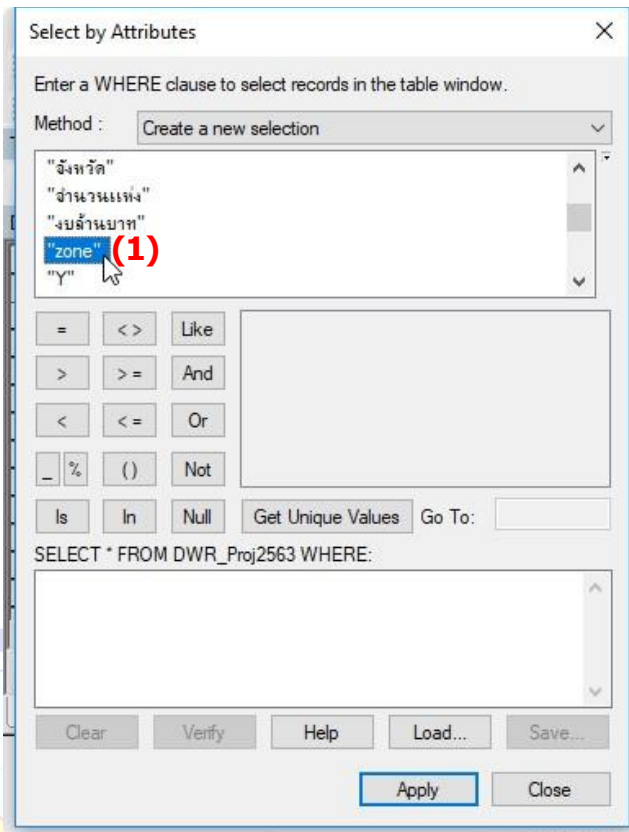 Select by Attributes
Enter a WHERE clause to select records in the table window.
Method : Create a new selection
"จังหวัด"
"จำนวนแห่ง"
"งบล้านบาท"
"zone" (1)
"Y"
= < > Like
> > = And
< < = Or
_ % () Not
Is In Null Get Unique Values Go To:
SELECT * FROM DWR_Proj2563 WHERE:
Clear Verify Help Load... Save...
Apply Close